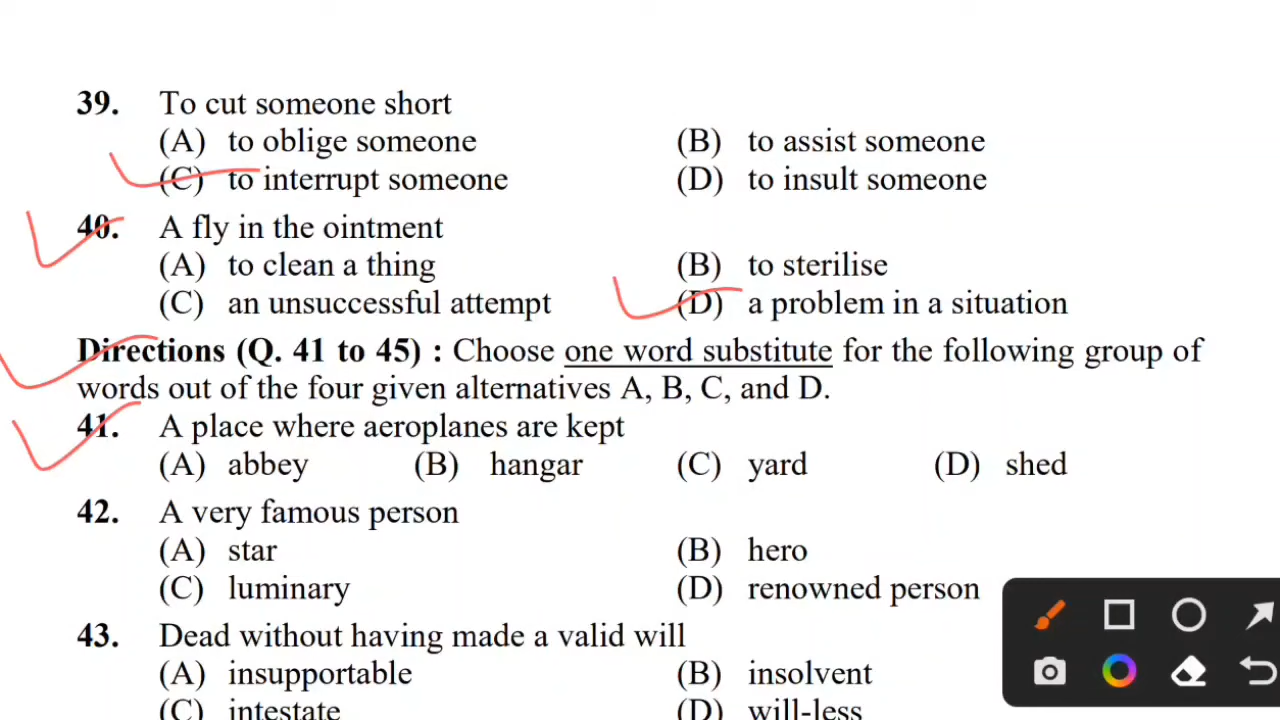 39. To cut someone short
(A) to oblige someone (B) to assist someone
(C) to interrupt someone (D) to insult someone
40. A fly in the ointment
(A) to clean a thing (B) to sterilise
(C) an unsuccessful attempt (D) a problem in a situation
Directions (Q. 41 to 45) : Choose one word substitute for the following group of
words out of the four given alternatives A, B, C, and D.
41. A place where aeroplanes are kept
(A) abbey (B) hangar (C) yard (D) shed
42. A very famous person
(A) star (B) hero
(C) luminary (D) renowned person
43. Dead without having made a valid will
(A) insupportable (B) insolvent
(C) intestate (D) will-less